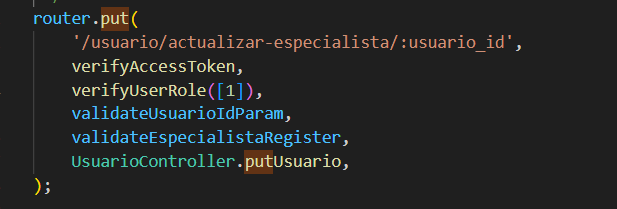 router.put(
'/usuario/actualizar-especialista/:usuario_id',
verifyAccessToken,
verifyUserRole([1]),
validateUsuarioIdParam,
validateEspecialistaRegister,
UsuarioController.putUsuario,
);